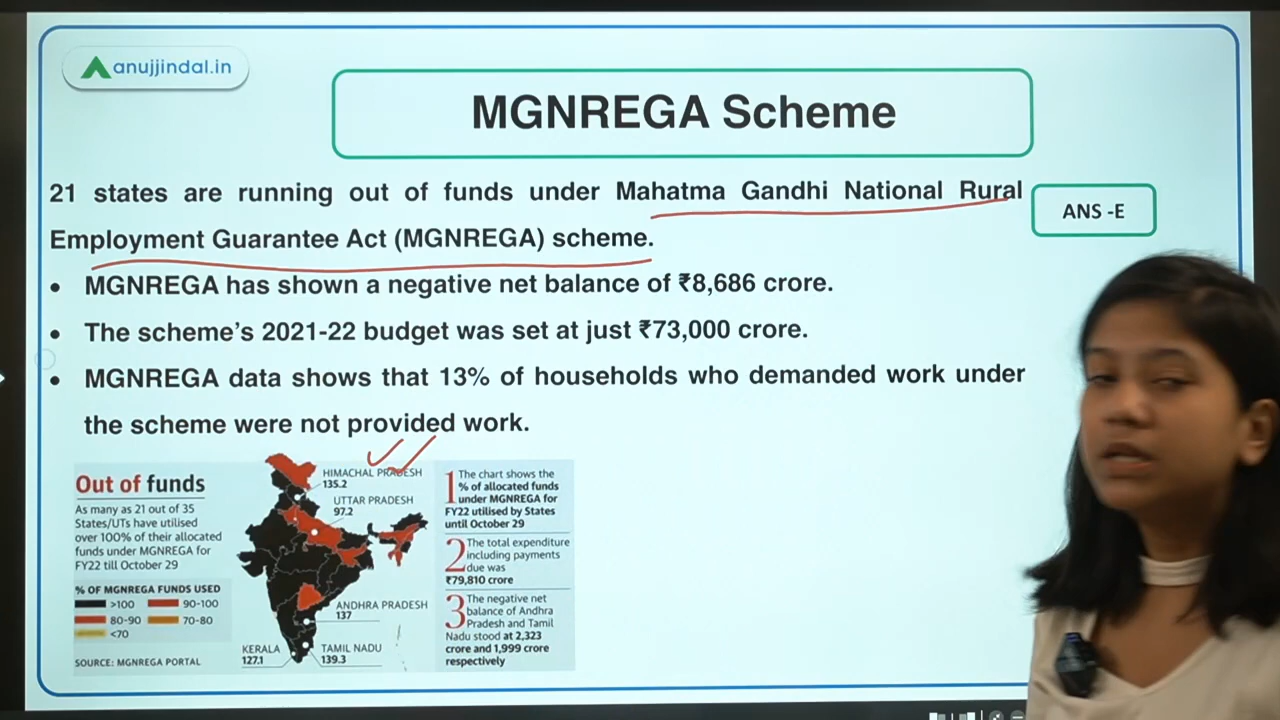 anujjindal.in
MGNREGA Scheme
21 states are running out of funds under Mahatma Gandhi National Rural
Employment Guarantee Act (MGNREGA) scheme.
ANS -E
• MGNREGA has shown a negative net balance of ₹8,686 crore.
• The scheme's 2021-22 budget was set at just ₹73,000 crore.
• MGNREGA data shows that 13% of households who demanded work under
the scheme were not provided work.
Out of funds
As many as 21 out of 35
States/UTs have utilised
over 100% of their allocated
funds under MGNREGA for
FY22 till October 29
% OF MGNREGA FUNDS USED
>100 90-100
80-90 70-80
<70
SOURCE: MGNREGA PORTAL
HIMACHAL PRADESH
135.2
UTTAR PRADESH
97.2
ANDHRA PRADESH
137
KERALA
127.1
TAMIL NADU
139.3
1 The chart shows the
% of allocated funds
under MGNREGA for
FY22 utilised by States
until October 29
2 The total expenditure
including payments
due was
₹79,810 crore
3 The negative net
balance of Andhra
Pradesh and Tamil
Nadu stood at 2,323
crore and 1,999 crore
respectively